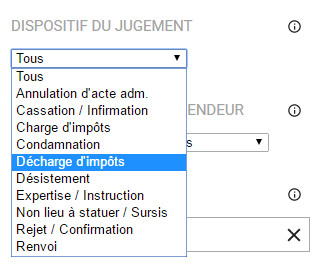 DISPOSITIF DU JUGEMENT
Tous
Tous
Annulation d'acte adm.
Cassation / Infirmation
Charge d'impôts
Condamnation
Décharge d'impôts
Désistement
Expertise / Instruction
Non lieu à statuer / Sursis
Rejet / Confirmation
Renvoi